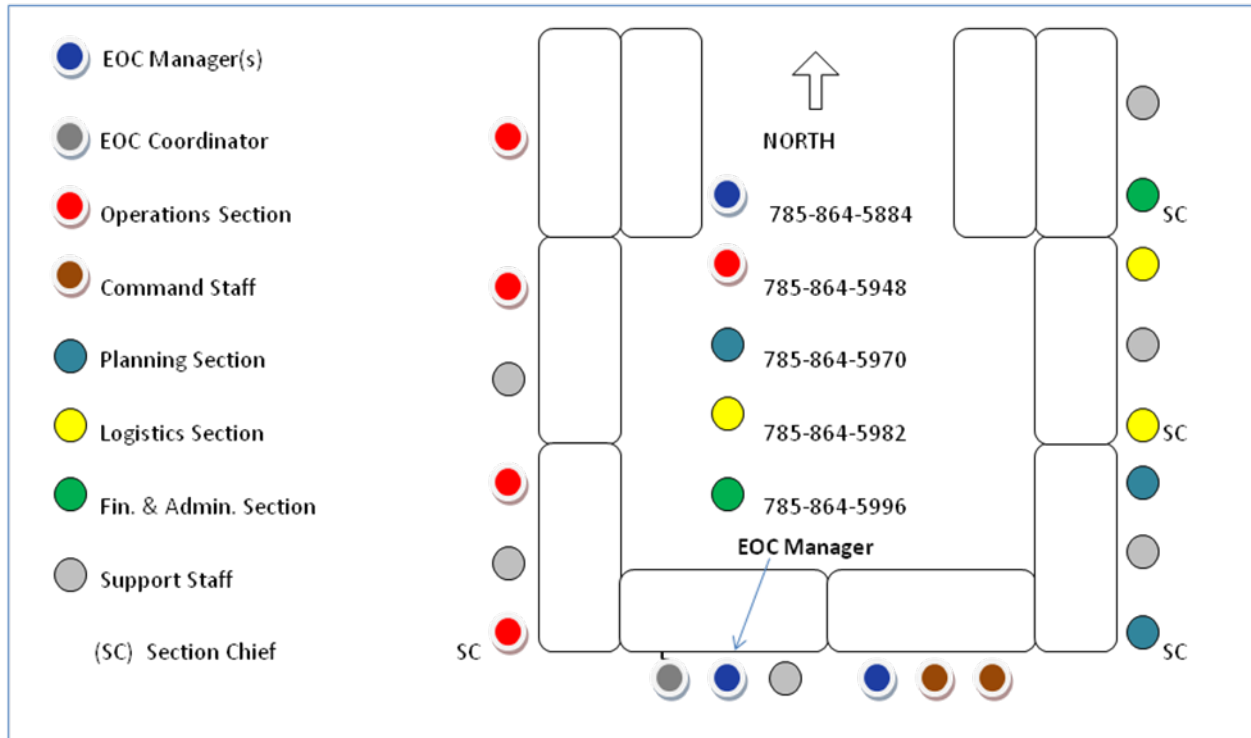 EOC Manager(s)
EOC Coordinator
Operations Section
Command Staff
Planning Section
Logistics Section
Fin. & Admin. Section
Support Staff
(SC) Section Chief
NORTH
785-864-5884
785-864-5948
785-864-5970
785-864-5982
785-864-5996
EOC Manager
SC
SC
SC
SC